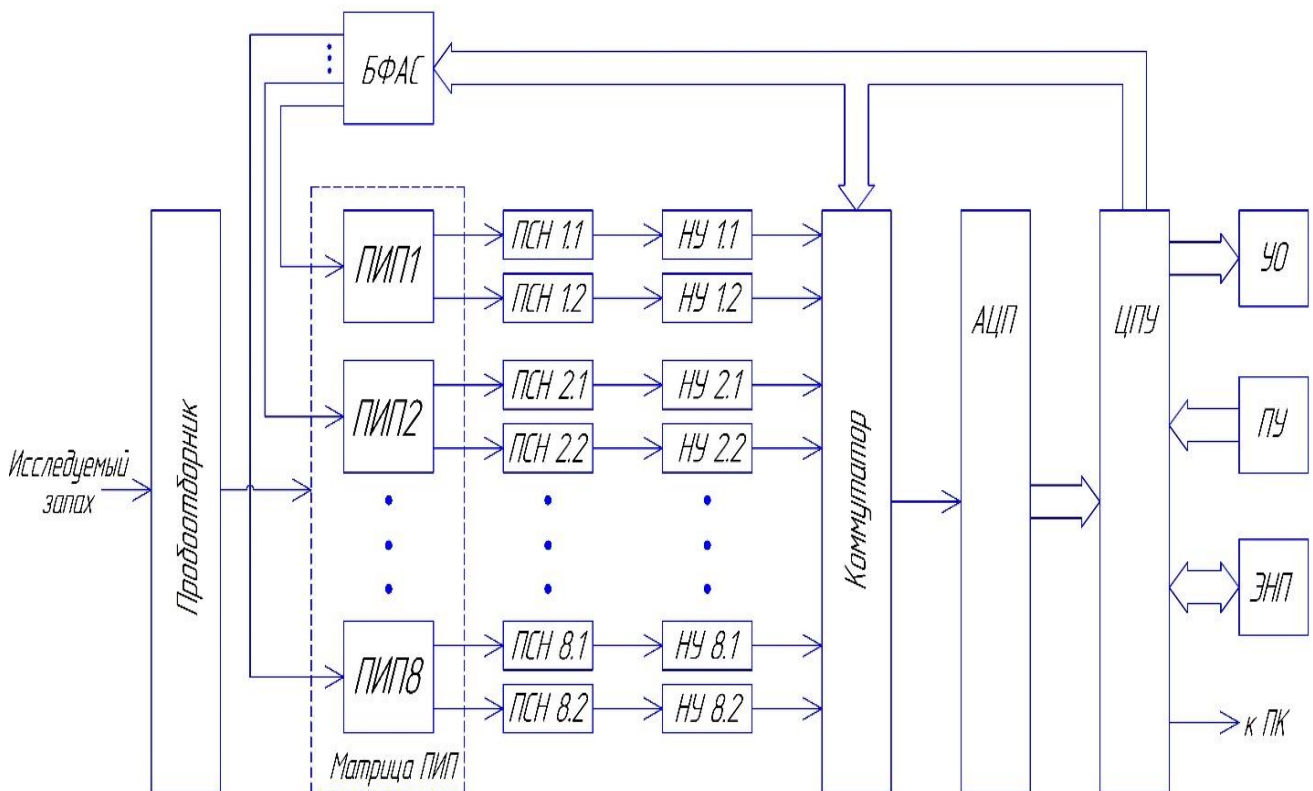 БФАС
ПИП1
ПСН 1.1
НУ 1.1
ПСН 1.2
НУ 1.2
ПИП2
ПСН 2.1
НУ 2.1
ПСН 2.2
НУ 2.2
ПИП8
ПСН 8.1
НУ 8.1
ПСН 8.2
НУ 8.2
Матрица ПИП
Исследуемый
запах
Пробоотборник
Коммутатор
АЦП
ЦПУ
УО
ПУ
ЭНП
к ПК